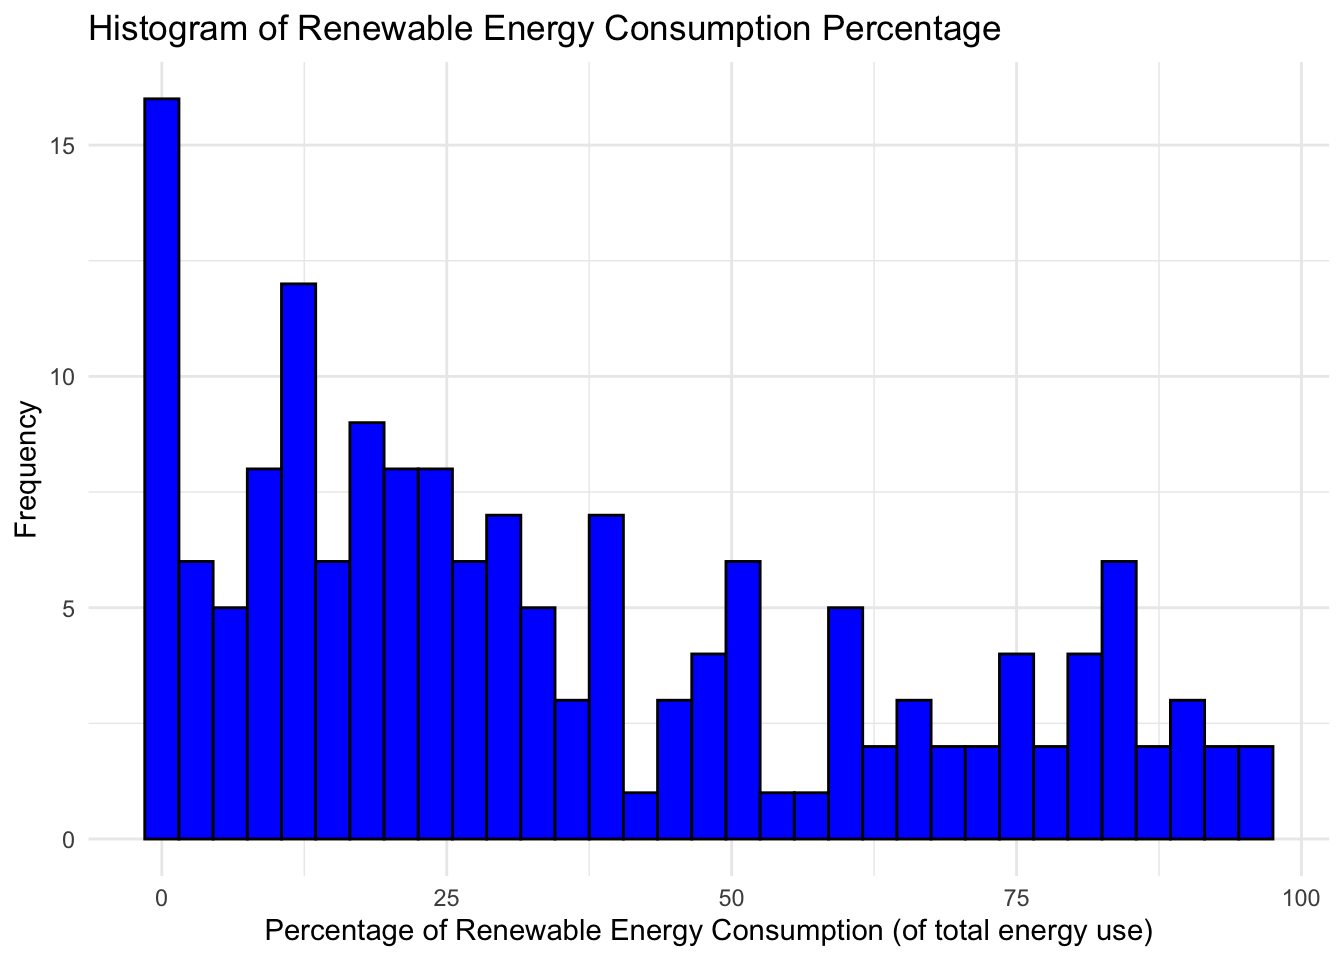 Histogram of Renewable Energy Consumption Percentage
15
10
5
0
Frequency
0 25 50 75 100
Percentage of Renewable Energy Consumption (of total energy use)